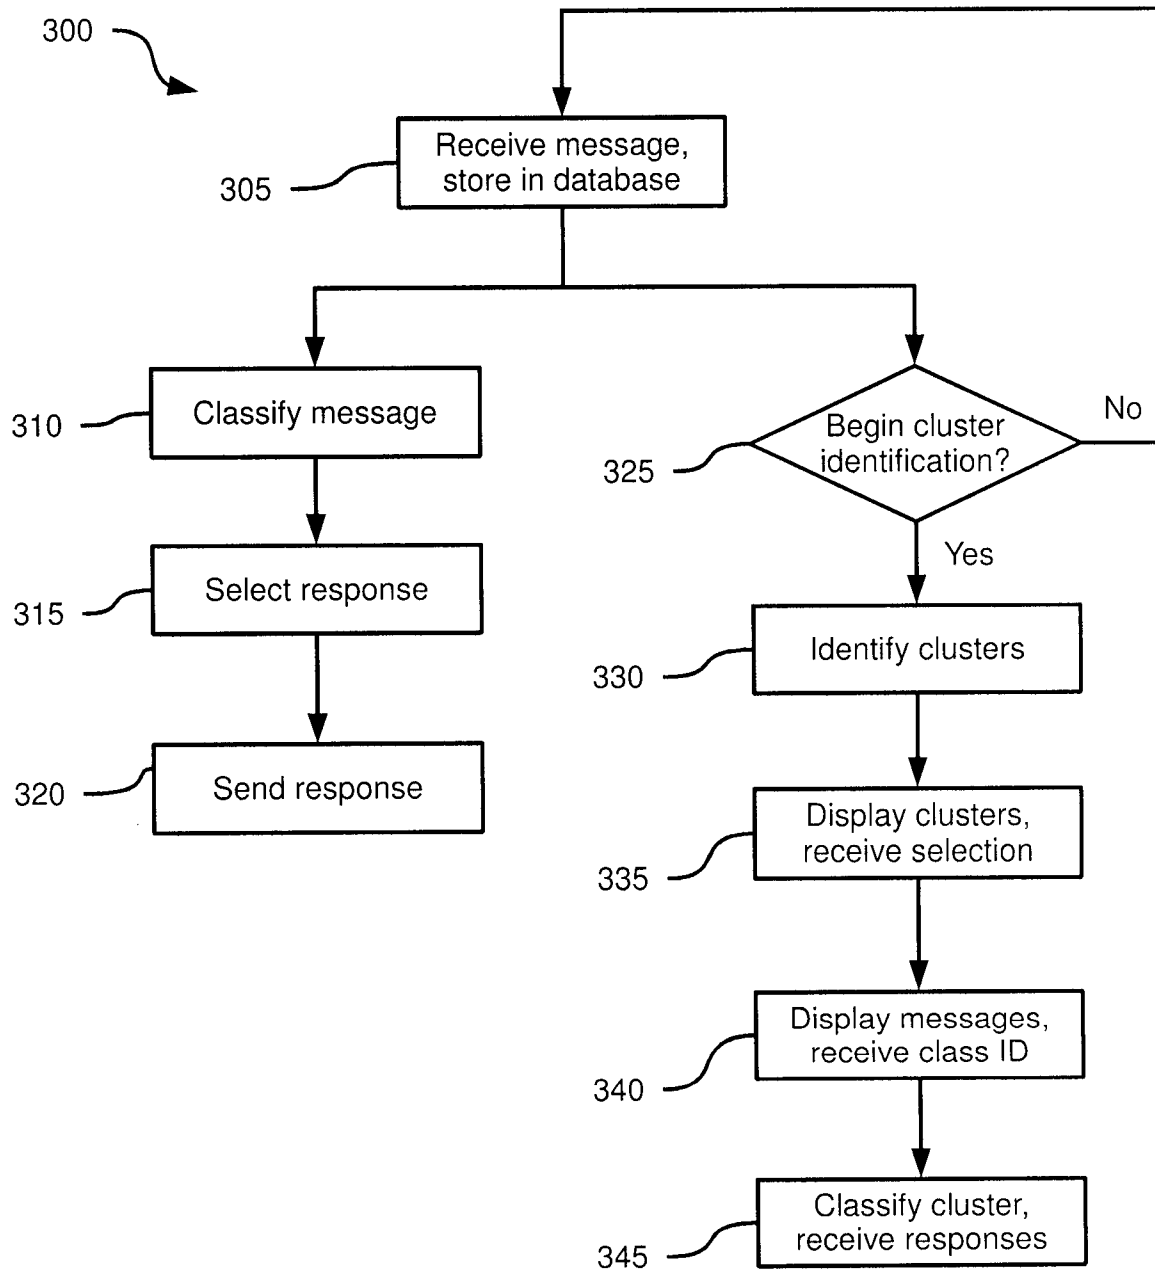 300
Receive message,
store in database
305
Classify message
310
Begin cluster
identification?
No
325
Yes
Select response
315
Identify clusters
330
Send response
320
Display clusters,
receive selection
335
Display messages,
receive class ID
340
Classify cluster,
receive responses
345